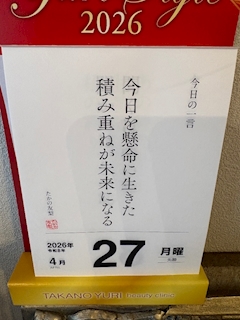 2026
今日の一言
今日を懸命に生きた
積み重ねが未来になる
たかの友梨
2026年
4月
27
月曜
TAKANO YURI Beauty Clinic